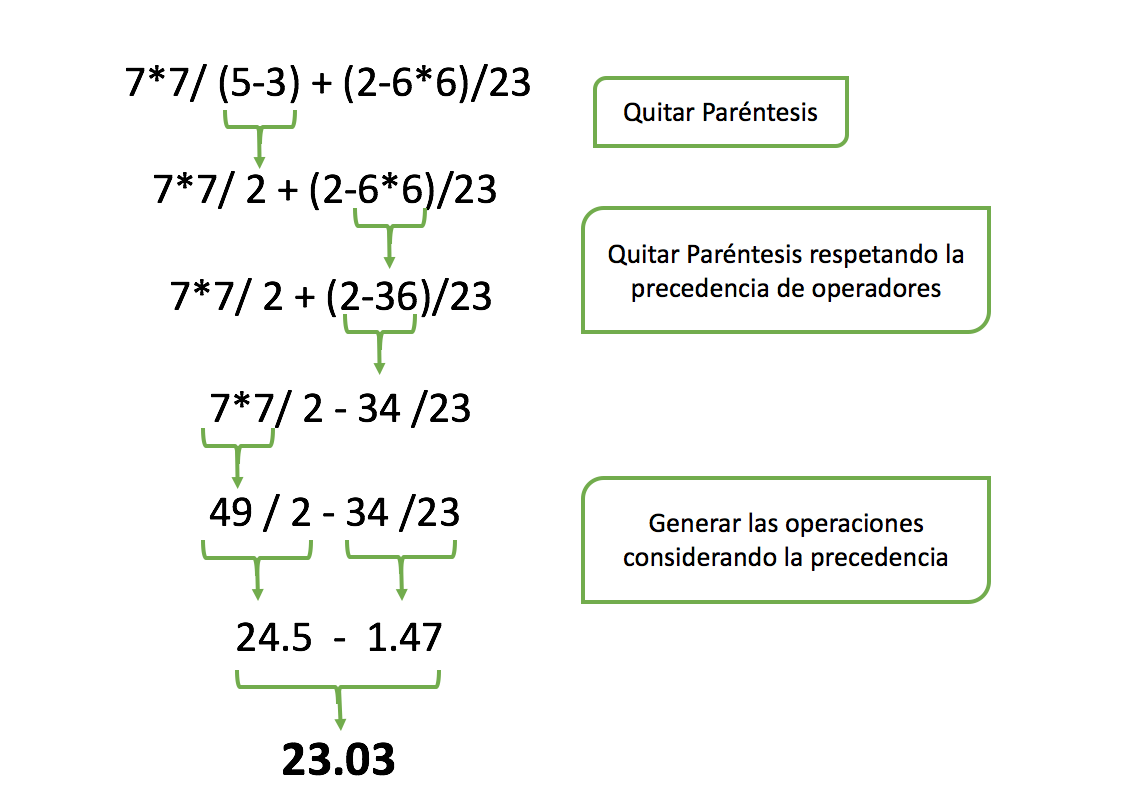 7*7/ (5-3) + (2-6*6)/23
Quitar Paréntesis
7*7/ 2 + (2-6*6)/23
Quitar Paréntesis respetando la
precedencia de operadores
7*7/ 2 + (2-36)/23
7*7/ 2 - 34 /23
49 / 2 - 34 /23
Generar las operaciones
considerando la precedencia
24.5 - 1.47
23.03